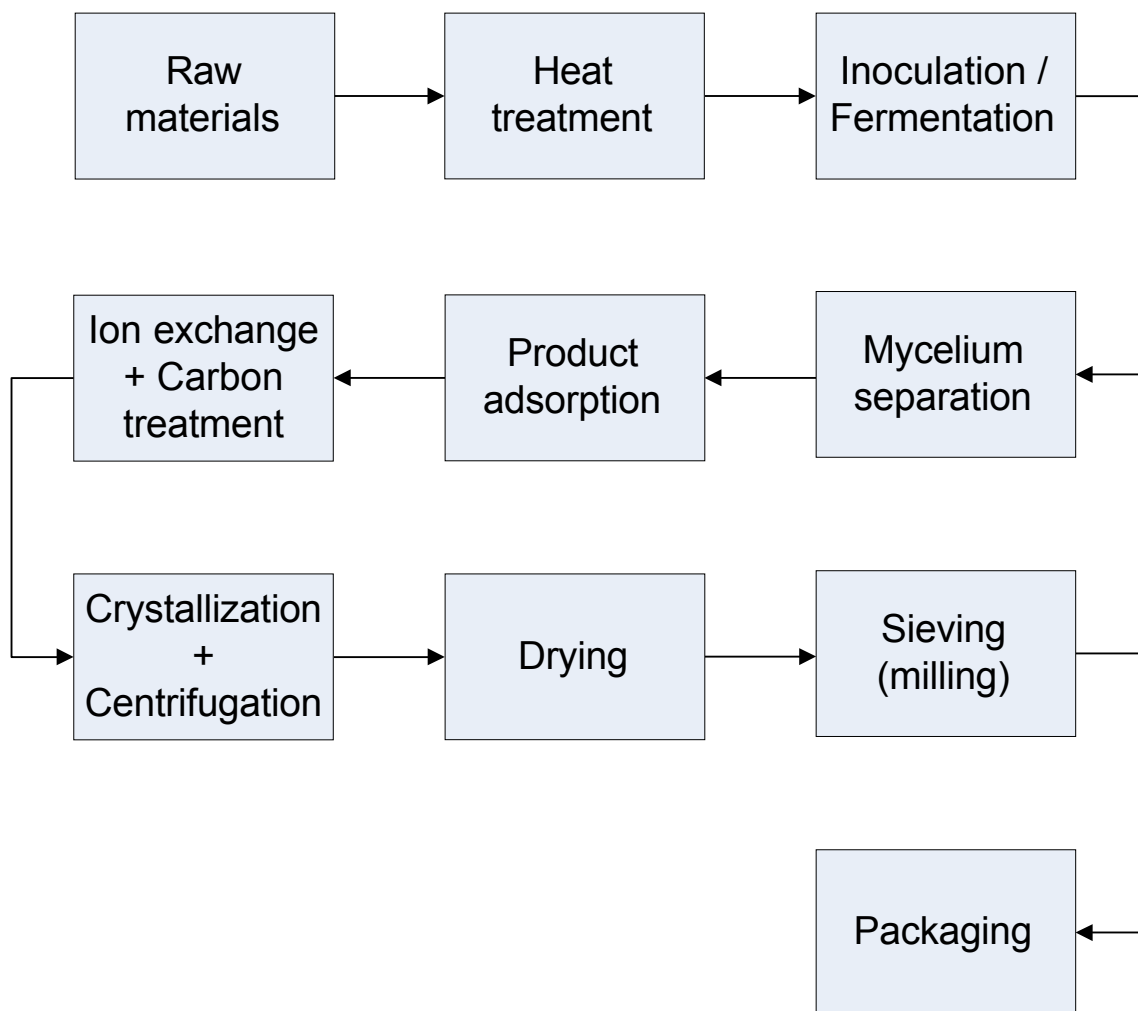 Raw
materials
Heat
treatment
Inoculation /
Fermentation
Mycelium
separation
Product
adsorption
Ion exchange
+ Carbon
treatment
Crystallization
+
Centrifugation
Drying
Sieving
(milling)
Packaging